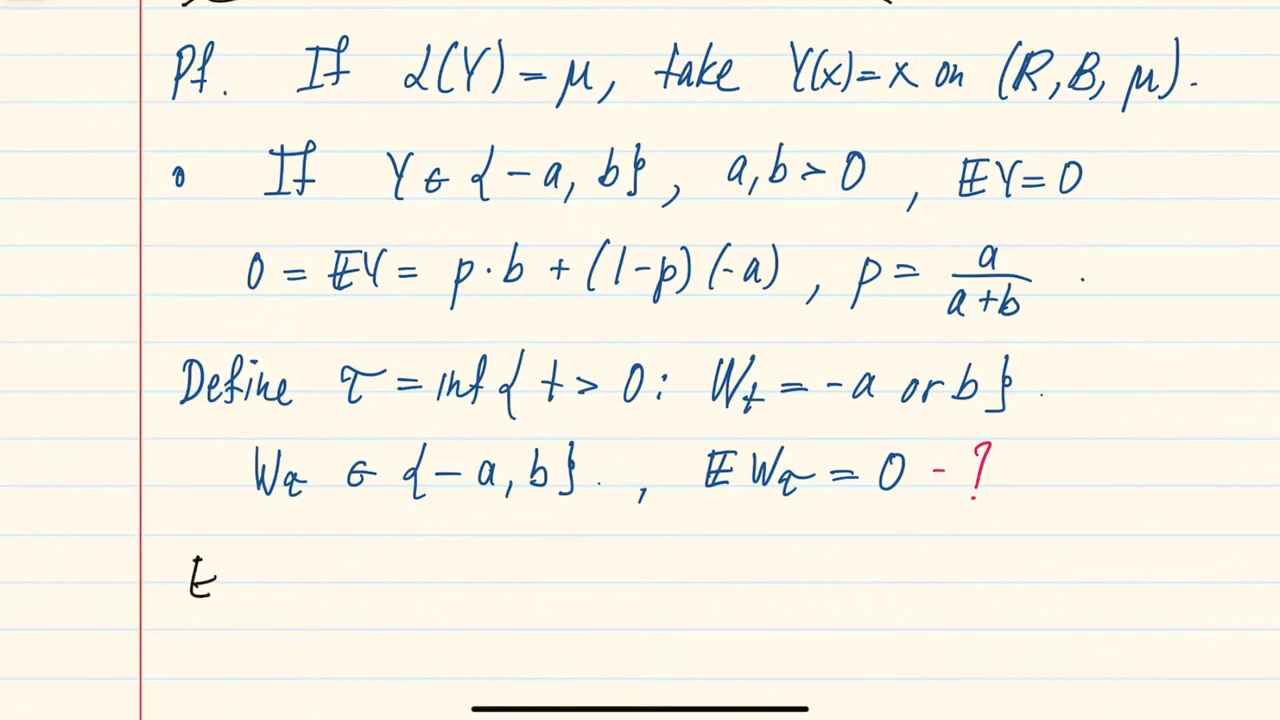 Pf. If ℒ(Y) = μ, take Y(x) = x on (R, B, μ).
• If Y ∈ {-a, b}, a, b > 0, 𝔼Y = 0
0 = 𝔼Y = p·b + (1-p)(-a), p = a/(a+b).
Define τ = inf{t > 0: W_t = -a or b}.
W_τ ∈ {-a, b}., 𝔼W_τ = 0 - ?
E